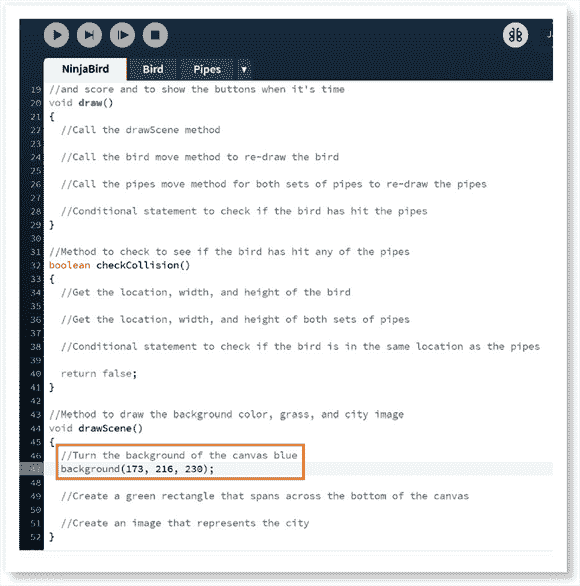 NinjaBird Bird Pipes ▼
19 //and score and to show the buttons when it's time
20 void draw()
21 {
22 //Call the drawScene method
23
24 //Call the bird move method to re-draw the bird
25
26 //Call the pipes move method for both sets of pipes to re-draw the pipes
27
28 //Conditional statement to check if the bird has hit the pipes
29 }
30
31 //Method to check to see if the bird has hit any of the pipes
32 boolean checkCollision()
33 {
34 //Get the location, width, and height of the bird
35
36 //Get the location, width, and height of both sets of pipes
37
38 //Conditional statement to check if the bird is in the same location as the pipes
39
40 return false;
41 }
42
43 //Method to draw the background color, grass, and city image
44 void drawScene()
45 {
46 //Turn the background of the canvas blue
47 background(173, 216, 230);
48
49 //Create a green rectangle that spans across the bottom of the canvas
50
51 //Create an image that represents the city
52 }